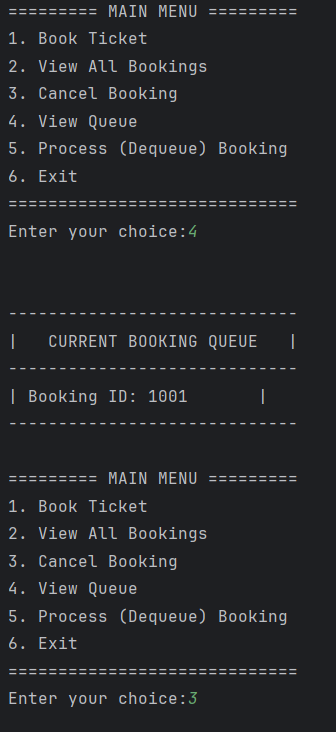 ========= MAIN MENU =========
1. Book Ticket
2. View All Bookings
3. Cancel Booking
4. View Queue
5. Process (Dequeue) Booking
6. Exit
=============================
Enter your choice:4
-----------------------------
|   CURRENT BOOKING QUEUE   |
-----------------------------
| Booking ID: 1001       |
-----------------------------
========= MAIN MENU =========
1. Book Ticket
2. View All Bookings
3. Cancel Booking
4. View Queue
5. Process (Dequeue) Booking
6. Exit
=============================
Enter your choice:3